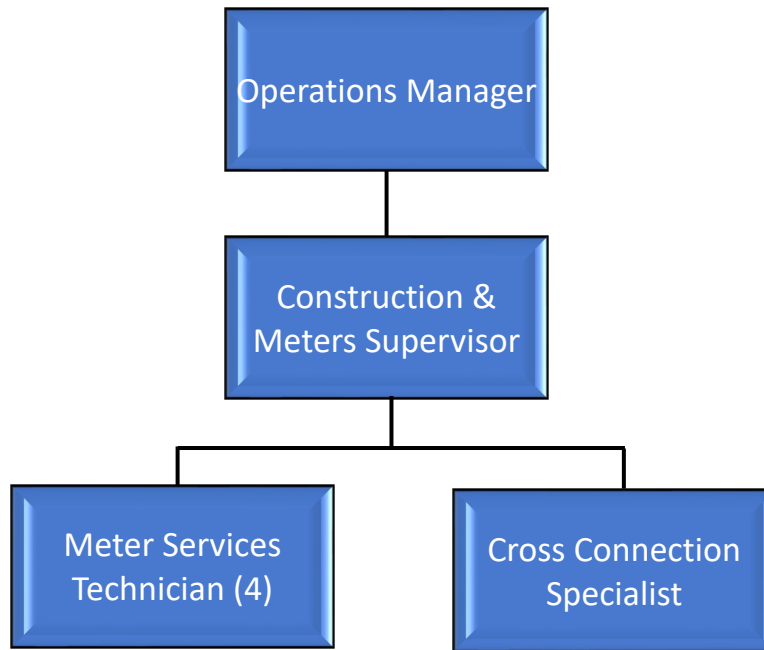 Operations Manager
Construction &
Meters Supervisor
Meter Services
Technician (4)
Cross Connection
Specialist